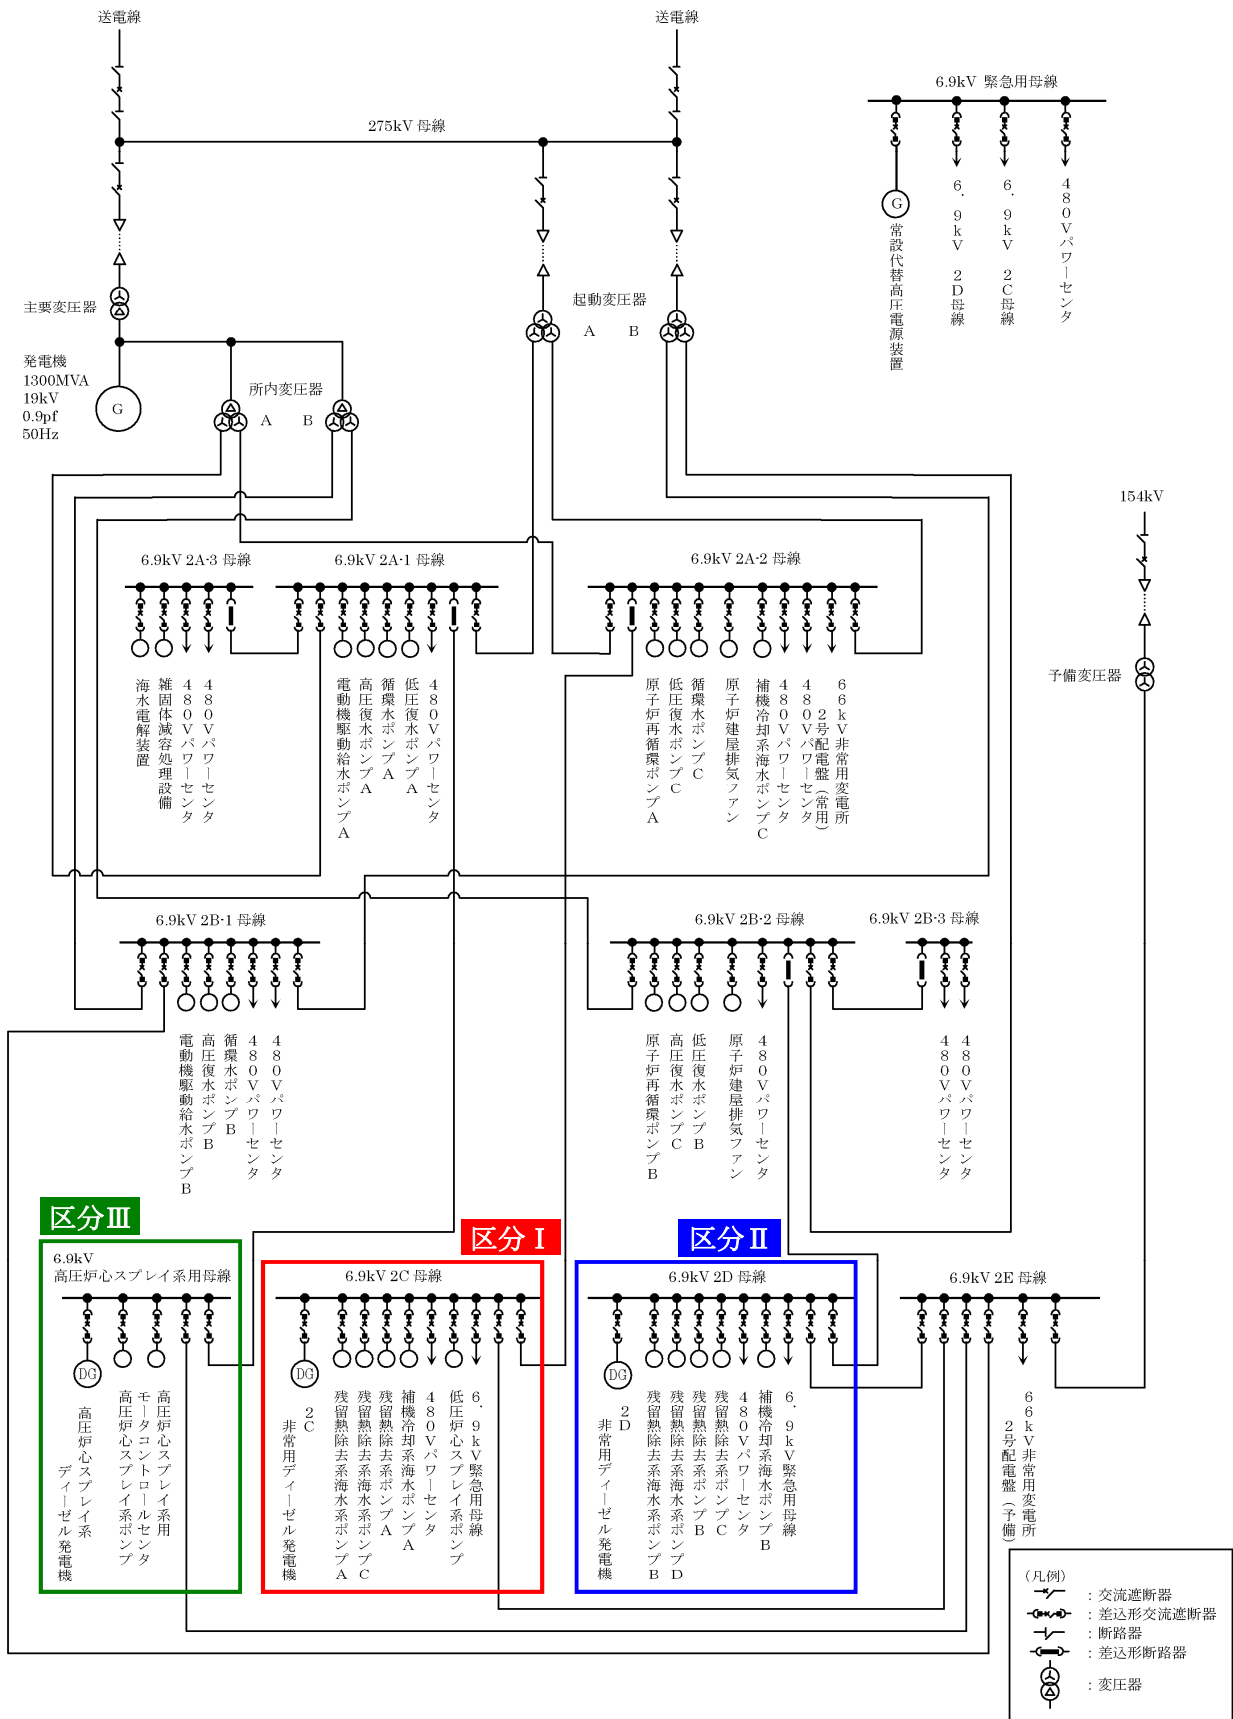 送電線
送電線
6.9kV 緊急用母線
275kV 母線
G
常設代替高圧電源装置
6.9kV 2D母線
6.9kV 2C母線
480Vパワーセンタ
主要変圧器
起動変圧器
A
B
発電機
1300MVA
19kV
0.9pf
50Hz
G
所内変圧器
A
B
154kV
予備変圧器
6.9kV 2A-3 母線
6.9kV 2A-1 母線
6.9kV 2A-2 母線
海水電解装置
雑固体減容処理設備
480Vパワーセンタ
480Vパワーセンタ
電動機駆動給水ポンプA
高圧復水ポンプA
循環水ポンプA
低圧復水ポンプA
480Vパワーセンタ
原子炉再循環ポンプA
低圧復水ポンプC
循環水ポンプC
原子炉建屋排気ファン
補機冷却系海水ポンプC
480Vパワーセンタ
480Vパワーセンタ
66kV非常用変電所
2号配電盤(常用)
6.9kV 2B-1 母線
6.9kV 2B-2 母線
6.9kV 2B-3 母線
電動機駆動給水ポンプB
高圧復水ポンプB
循環水ポンプB
480Vパワーセンタ
480Vパワーセンタ
原子炉再循環ポンプB
高圧復水ポンプC
低圧復水ポンプB
原子炉建屋排気ファン
480Vパワーセンタ
480Vパワーセンタ
480Vパワーセンタ
区分Ⅲ
区分Ⅰ
区分Ⅱ
6.9kV
高圧炉心スプレイ系用母線
6.9kV 2C 母線
6.9kV 2D 母線
6.9kV 2E 母線
DG
DG
DG
高圧炉心スプレイ系
ディーゼル発電機
高圧炉心スプレイ系ポンプ
高圧炉心スプレイ系用
モータコントロールセンタ
2C
非常用ディーゼル発電機
残留熱除去系海水系ポンプA
残留熱除去系海水系ポンプC
残留熱除去系ポンプA
補機冷却系海水ポンプA
480Vパワーセンタ
低圧炉心スプレイ系ポンプ
6.9kV緊急用母線
2D
非常用ディーゼル発電機
残留熱除去系海水系ポンプB
残留熱除去系海水系ポンプD
残留熱除去系ポンプB
残留熱除去系ポンプC
480Vパワーセンタ
補機冷却系海水ポンプB
6.9kV緊急用母線
66kV非常用変電所
2号配電盤(予備)
(凡例)
：交流遮断器
：差込形交流遮断器
：断路器
：差込形断路器
：変圧器